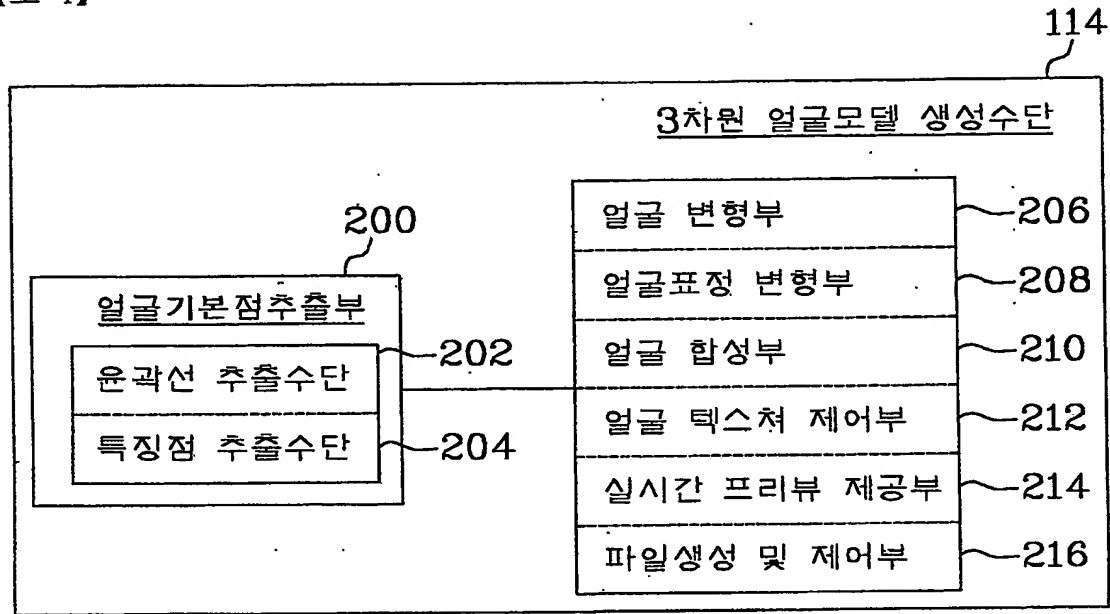 114
3차원 얼굴모델 생성수단
200
얼굴기본점추출부
윤곽선 추출수단 202
특징점 추출수단 204
얼굴 변형부 206
얼굴표정 변형부 208
얼굴 합성부 210
얼굴 텍스쳐 제어부 212
실시간 프리뷰 제공부 214
파일생성 및 제어부 216